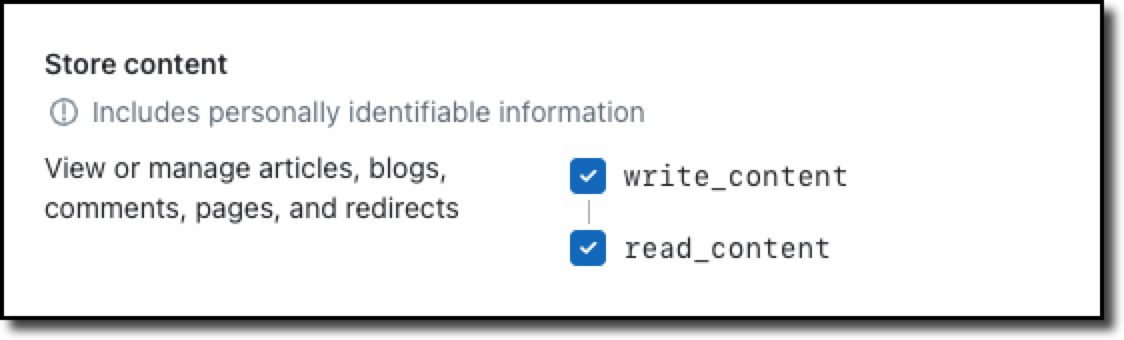 Store content
Includes personally identifiable information
View or manage articles, blogs,
comments, pages, and redirects
write_content
read_content